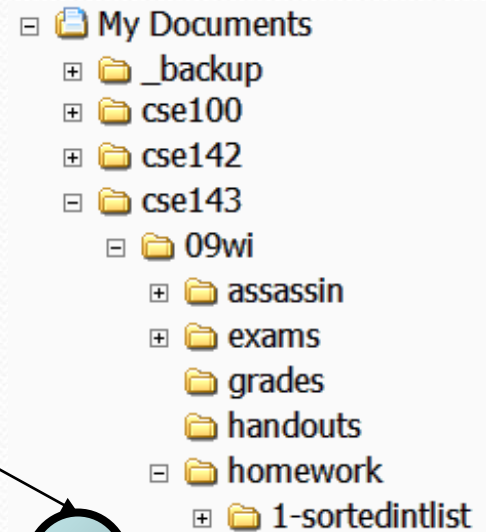 My Documents
_backup
cse100
cse142
cse143
09wi
assassin
exams
grades
handouts
homework
1-sortedintlist